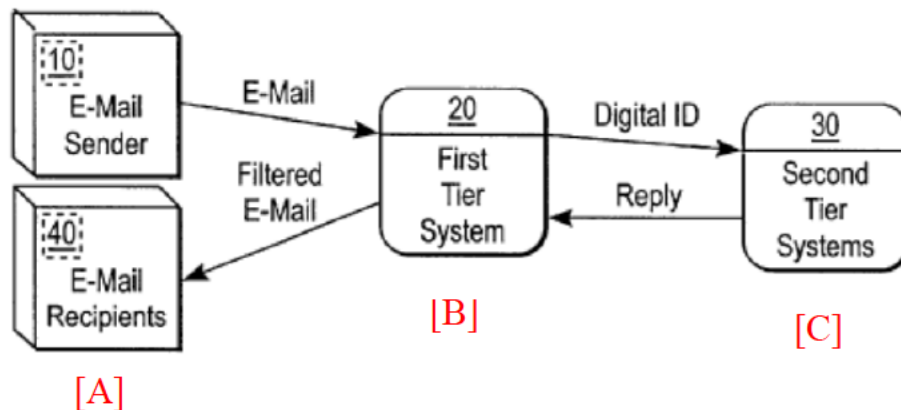 10
E-Mail
Sender
E-Mail
20
First
Tier
System
Digital ID
30
Second
Tier
Systems
Reply
Filtered
E-Mail
40
E-Mail
Recipients
[A]
[B]
[C]